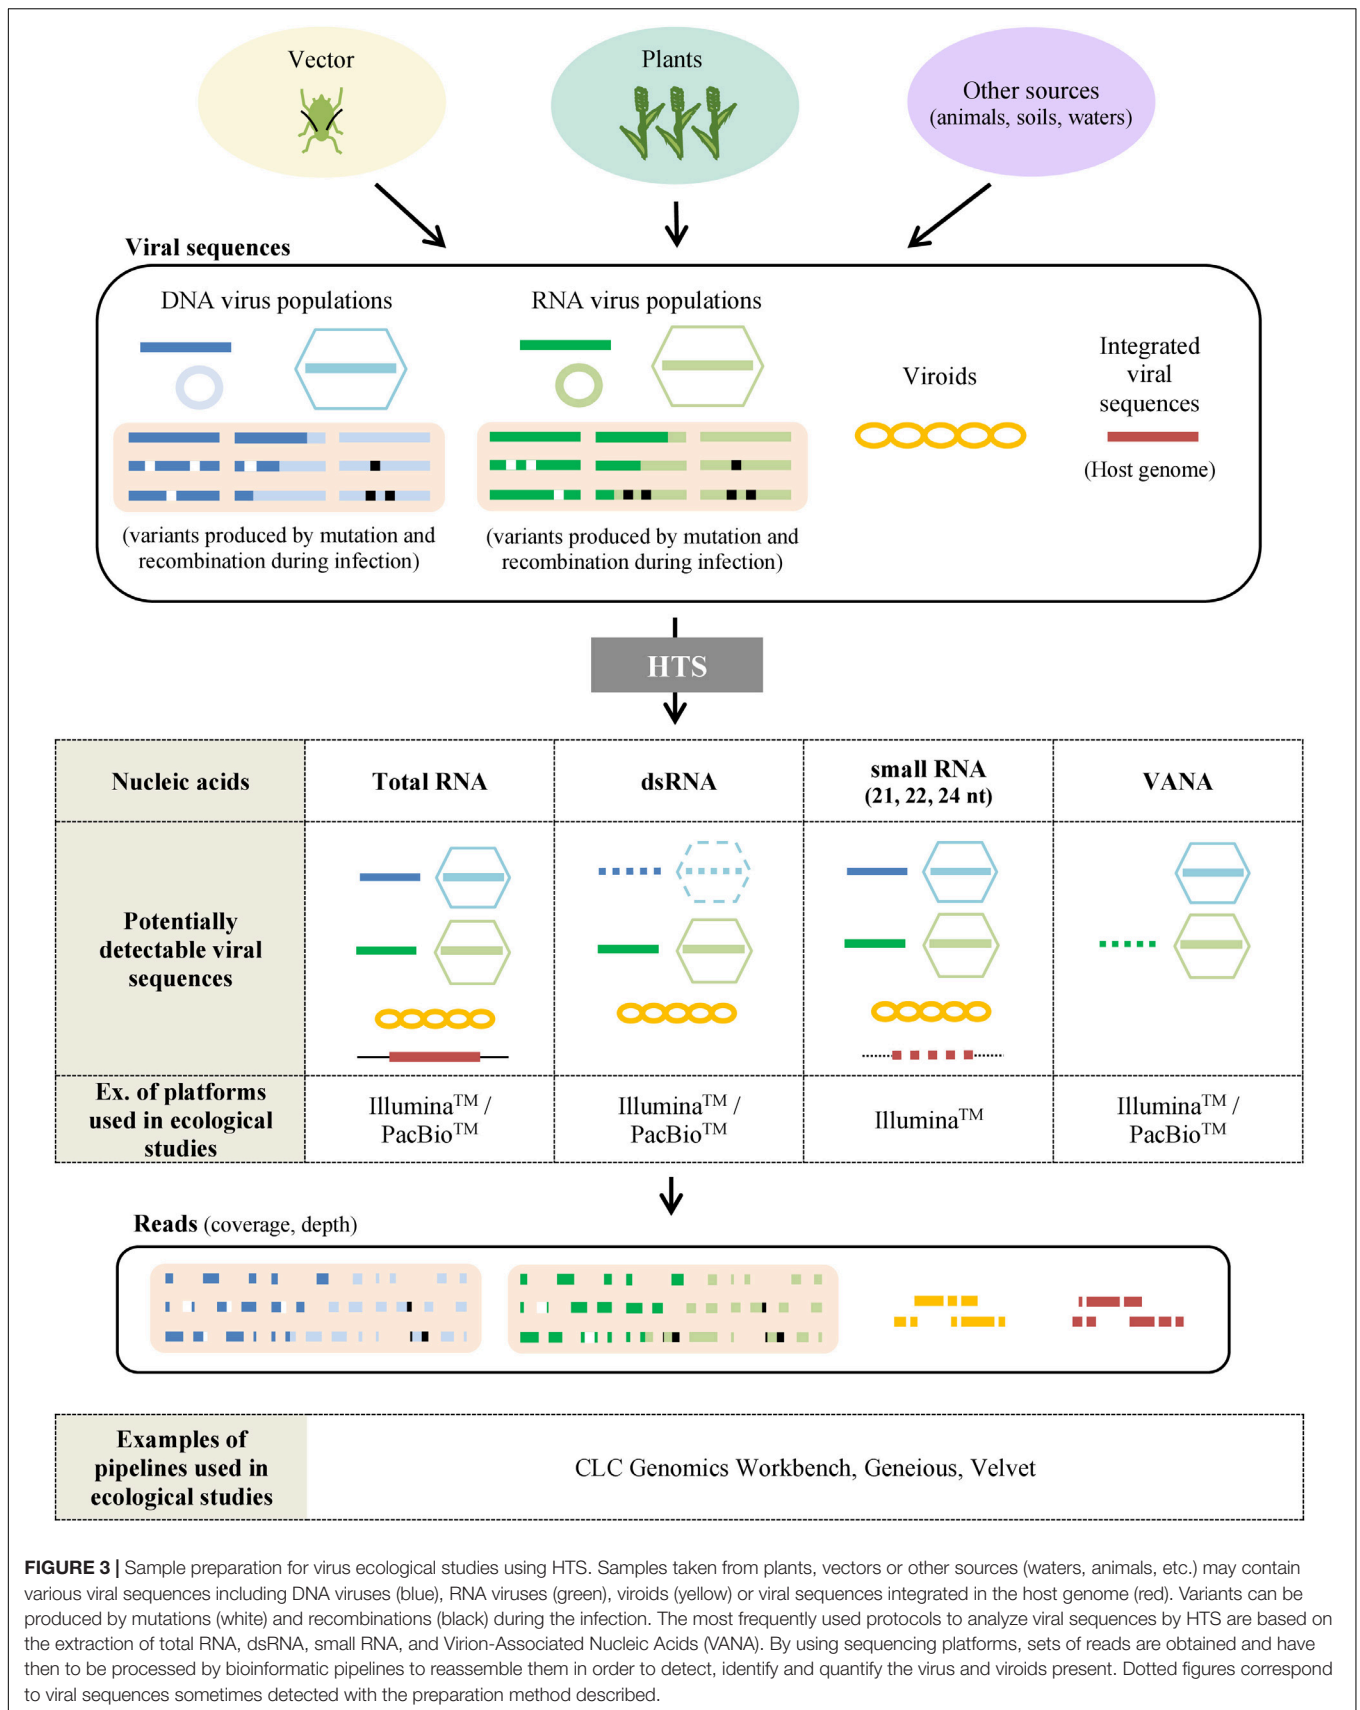 Vector
Plants
Other sources
(animals, soils, waters)
Viral sequences
DNA virus populations
RNA virus populations
Viroids
Integrated
viral
sequences
(Host genome)
(variants produced by mutation and
recombination during infection)
(variants produced by mutation and
recombination during infection)
HTS
Nucleic acids
Total RNA
dsRNA
small RNA
(21, 22, 24 nt)
VANA
Potentially
detectable viral
sequences
Ex. of platforms
used in ecological
studies
Illumina™ /
PacBio™
Illumina™ /
PacBio™
Illumina™
Illumina™ /
PacBio™
Reads (coverage, depth)
Examples of
pipelines used in
ecological studies
CLC Genomics Workbench, Geneious, Velvet
FIGURE 3 | Sample preparation for virus ecological studies using HTS. Samples taken from plants, vectors or other sources (waters, animals, etc.) may contain
various viral sequences including DNA viruses (blue), RNA viruses (green), viroids (yellow) or viral sequences integrated in the host genome (red). Variants can be
produced by mutations (white) and recombinations (black) during the infection. The most frequently used protocols to analyze viral sequences by HTS are based on
the extraction of total RNA, dsRNA, small RNA, and Virion-Associated Nucleic Acids (VANA). By using sequencing platforms, sets of reads are obtained and have
then to be processed by bioinformatic pipelines to reassemble them in order to detect, identify and quantify the virus and viroids present. Dotted figures correspond
to viral sequences sometimes detected with the preparation method described.